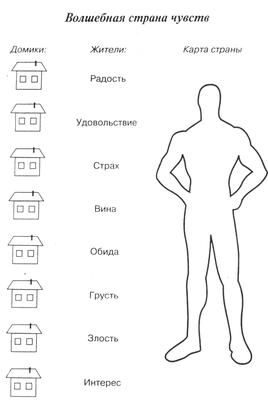 Волшебная страна чувств
Домики: Жители: Карта страны
Радость
Удовольствие
Страх
Вина
Обида
Грусть
Злость
Интерес